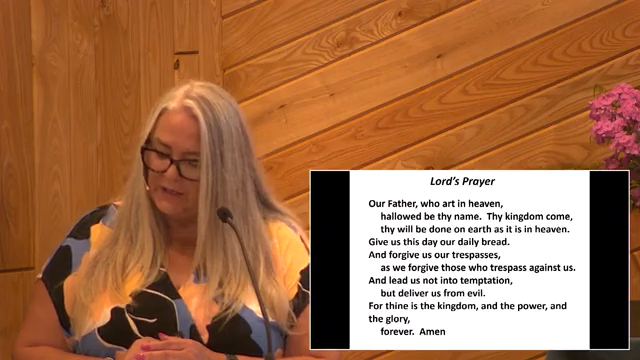 Lord's Prayer
Our Father, who art in heaven,
hallowed be thy name. Thy kingdom come,
thy will be done on earth as it is in heaven.
Give us this day our daily bread.
And forgive us our trespasses,
as we forgive those who trespass against us.
And lead us not into temptation,
but deliver us from evil.
For thine is the kingdom, and the power, and
the glory,
forever. Amen